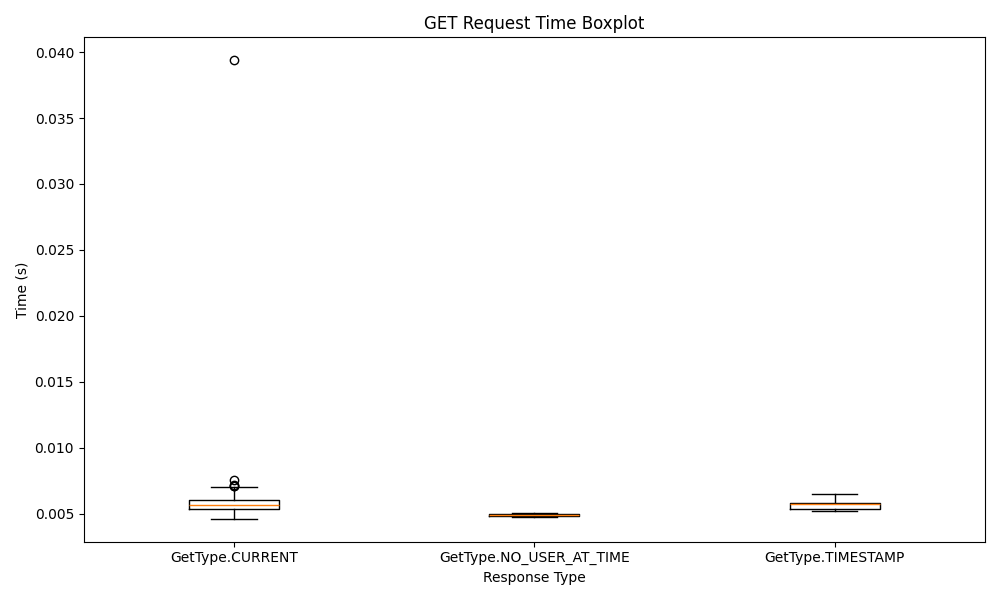 GET Request Time Boxplot
0.040
0.035
0.030
0.025
0.020
0.015
0.010
0.005
Time (s)
GetType.CURRENT
GetType.NO_USER_AT_TIME
GetType.TIMESTAMP
Response Type